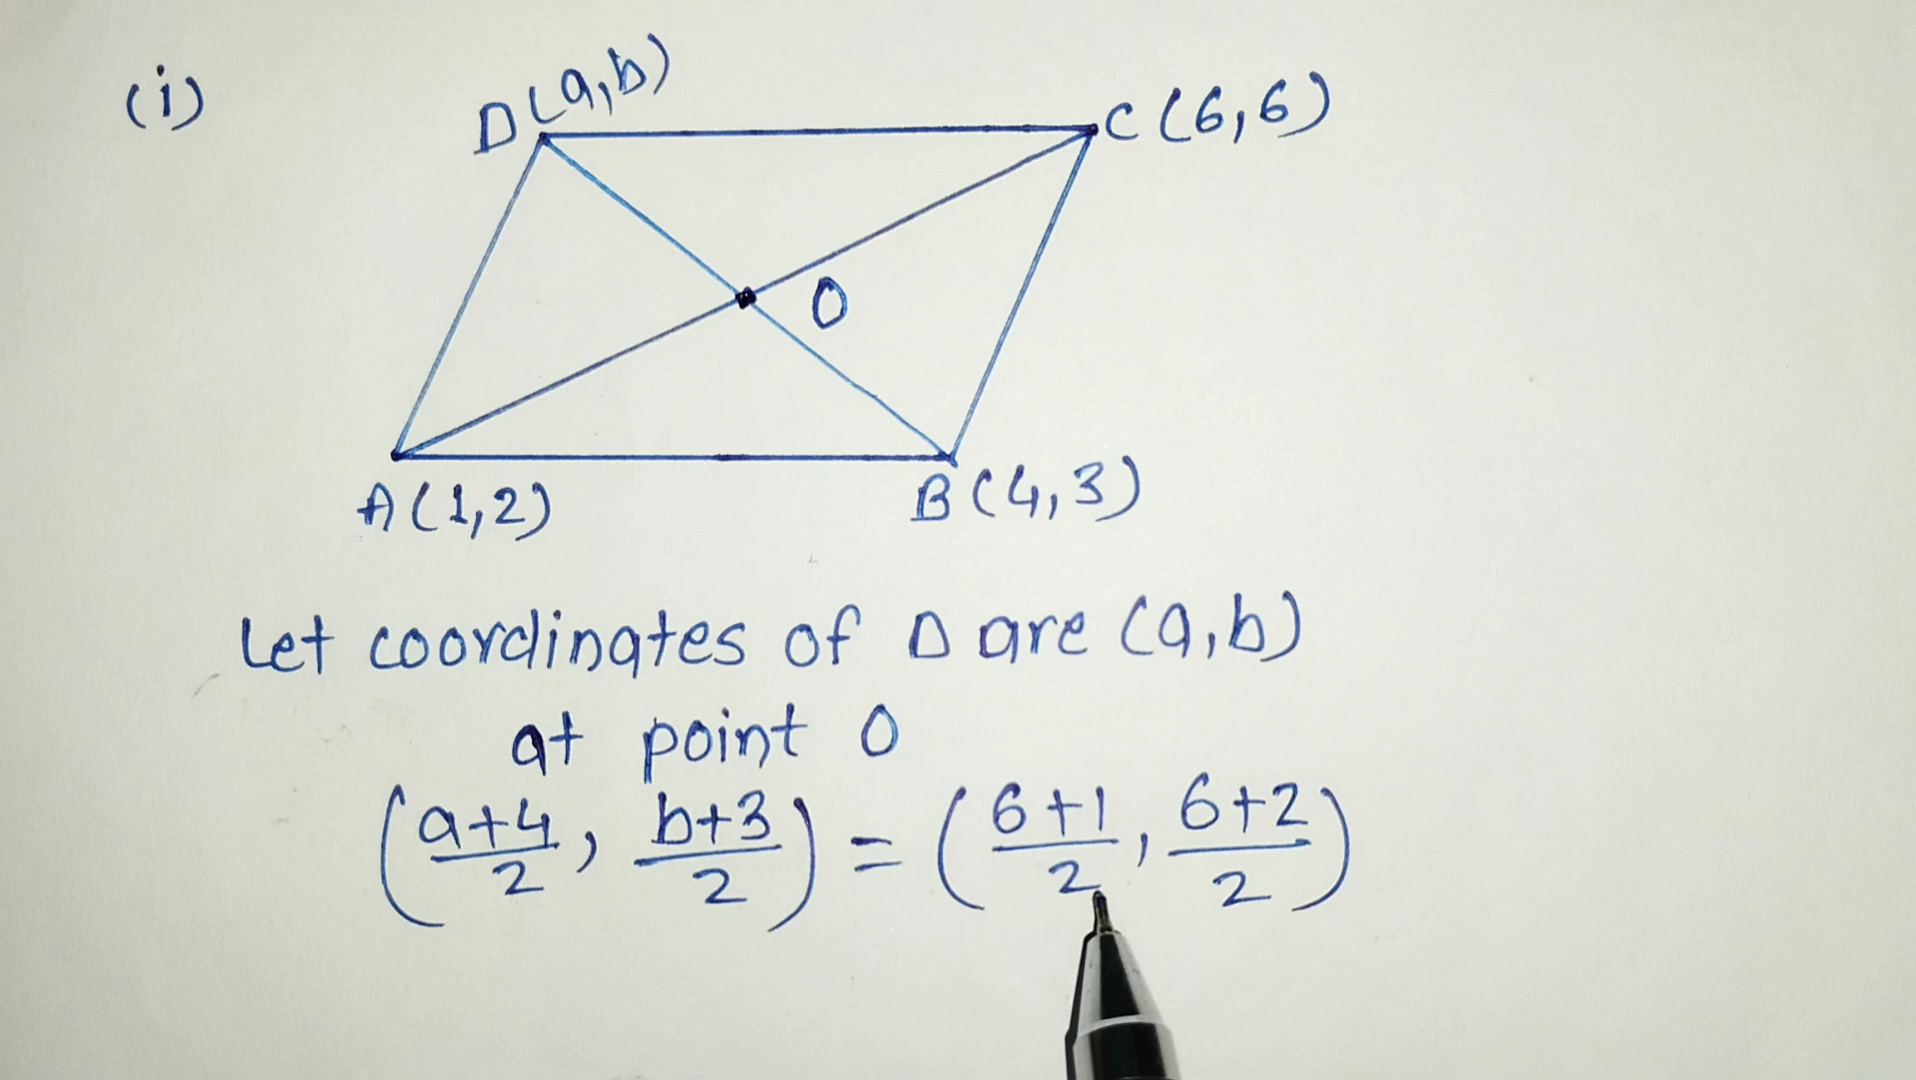 (i)
D(a,b)
C(6,6)
O
A(1,2)
B(4,3)
Let coordinates of D are (a,b)
at point O
(a+4/2, b+3/2) = (6+1/2, 6+2/2)